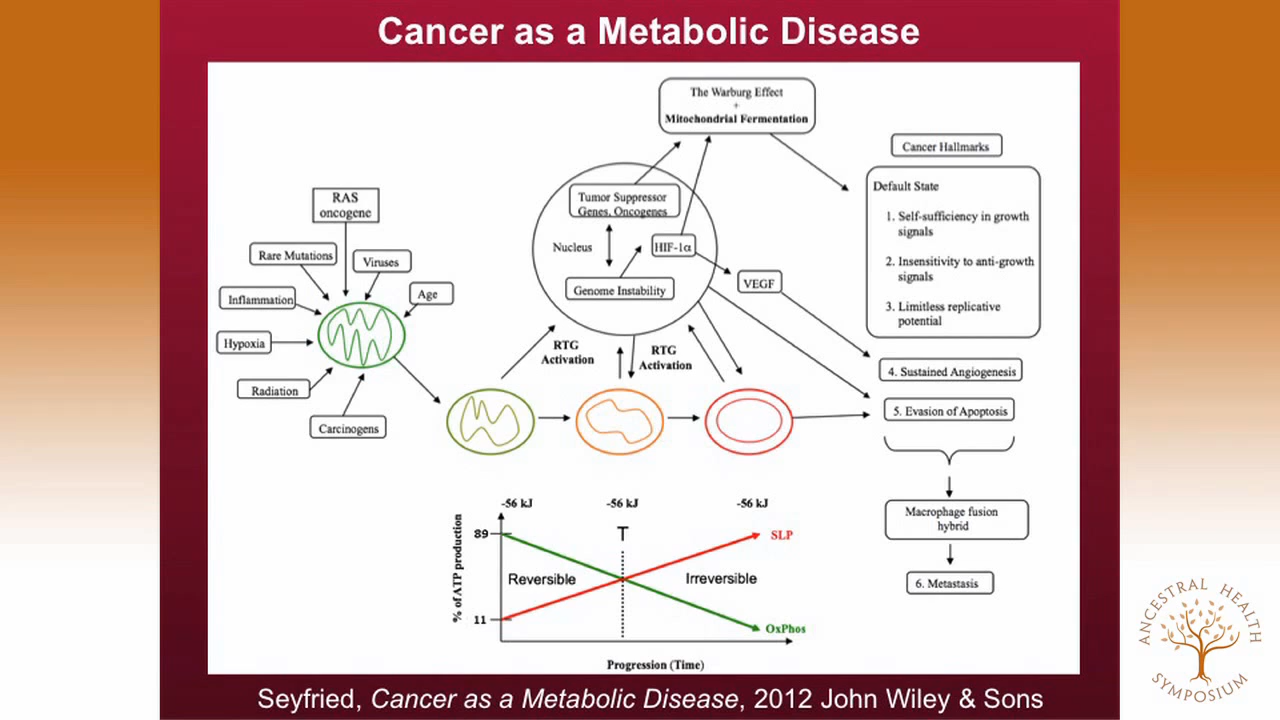 Cancer as a Metabolic Disease
The Warburg Effect
+
Mitochondrial Fermentation
Cancer Hallmarks
Default State
1. Self-sufficiency in growth
signals
2. Insensitivity to anti-growth
signals
3. Limitless replicative
potential
RAS
oncogene
Rare Mutations
Viruses
Inflammation
Age
Hypoxia
Radiation
Carcinogens
Tumor Suppressor
Genes, Oncogenes
Nucleus
HIF-1α
Genome Instability
VEGF
RTG
Activation
RTG
Activation
4. Sustained Angiogenesis
5. Evasion of Apoptosis
Macrophage fusion
hybrid
6. Metastasis
-56 kJ
-56 kJ
-56 kJ
T
89
SLP
Reversible
Irreversible
11
OxPhos
% of ATP production
Progression (Time)
Seyfried, Cancer as a Metabolic Disease, 2012 John Wiley & Sons
ANCESTRAL HEALTH
SYMPOSIUM